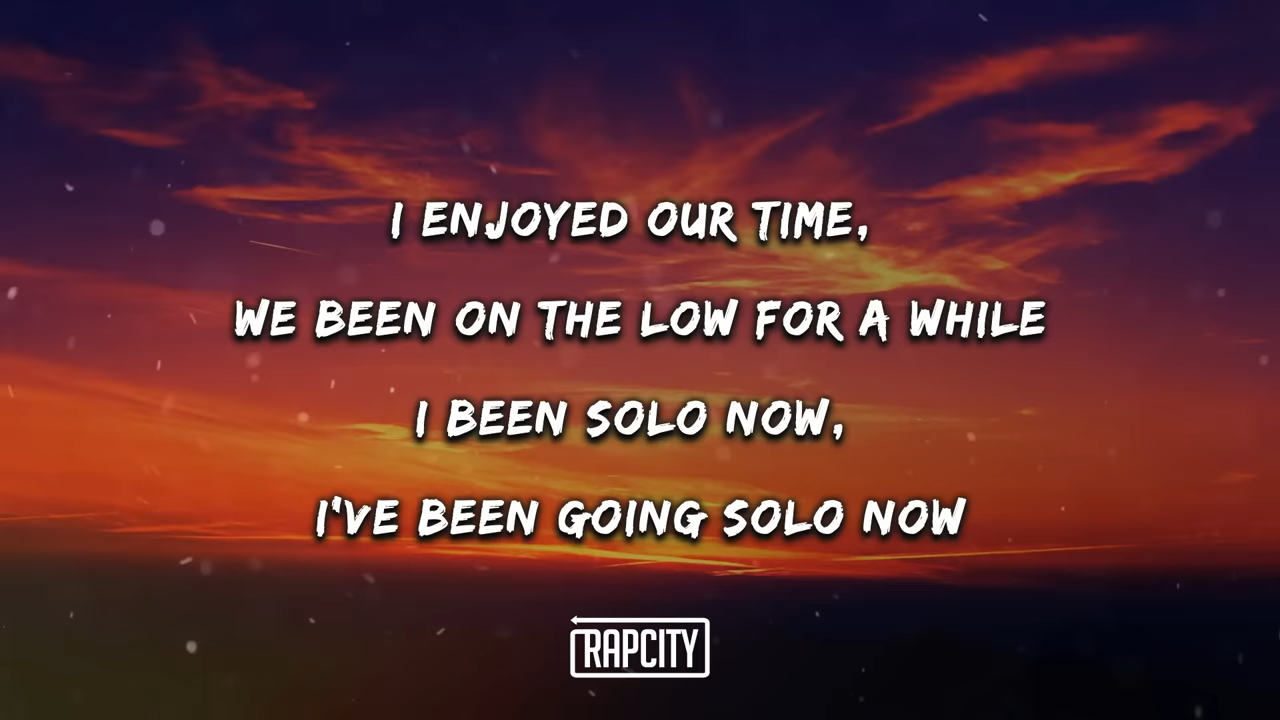 I ENJOYED OUR TIME,
WE BEEN ON THE LOW FOR A WHILE
I BEEN SOLO NOW,
I'VE BEEN GOING SOLO NOW
RAPCITY